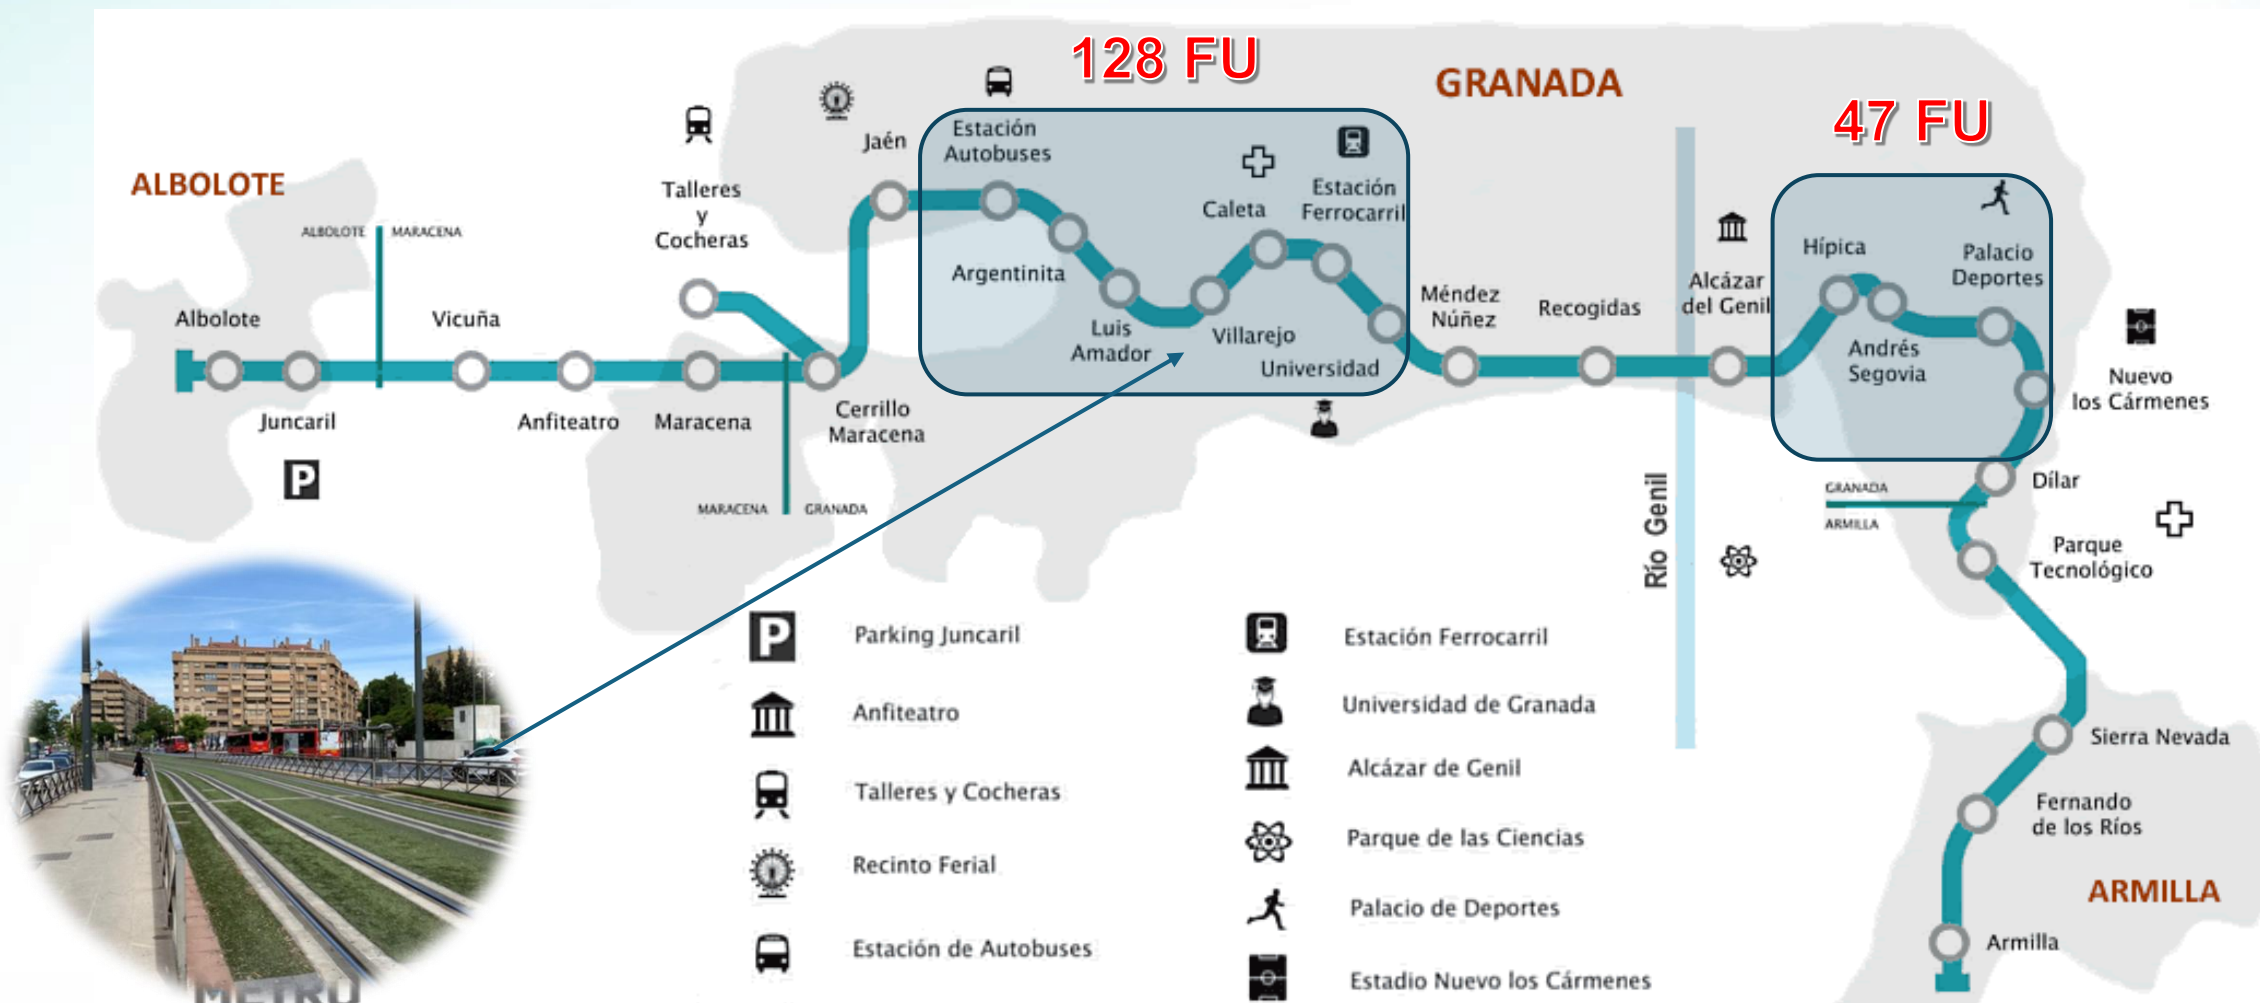 128 FU
GRANADA
47 FU
ALBOLOTE
Jaén
Estación
Autobuses
Talleres
y
Cocheras
Caleta
Estación
Ferrocarril
ALBOLOTE
MARACENA
Argentinita
Hípica
Palacio
Deportes
Alcázar
del Genil
Albolote
Vicuña
Luis
Amador
Villarejo
Universidad
Méndez
Núñez
Recogidas
Andrés
Segovia
Nuevo
los Cármenes
Juncaril
Anfiteatro
Maracena
Cerrillo
Maracena
P
MARACENA
GRANADA
Río Genil
GRANADA
ARMILLA
Dílar
Parque
Tecnológico
P
Parking Juncaril
Anfiteatro
Talleres y Cocheras
Recinto Ferial
Estación de Autobuses
Estación Ferrocarril
Universidad de Granada
Alcázar de Genil
Parque de las Ciencias
Palacio de Deportes
Estadio Nuevo los Cármenes
Sierra Nevada
Fernando
de los Ríos
ARMILLA
Armilla
METRO